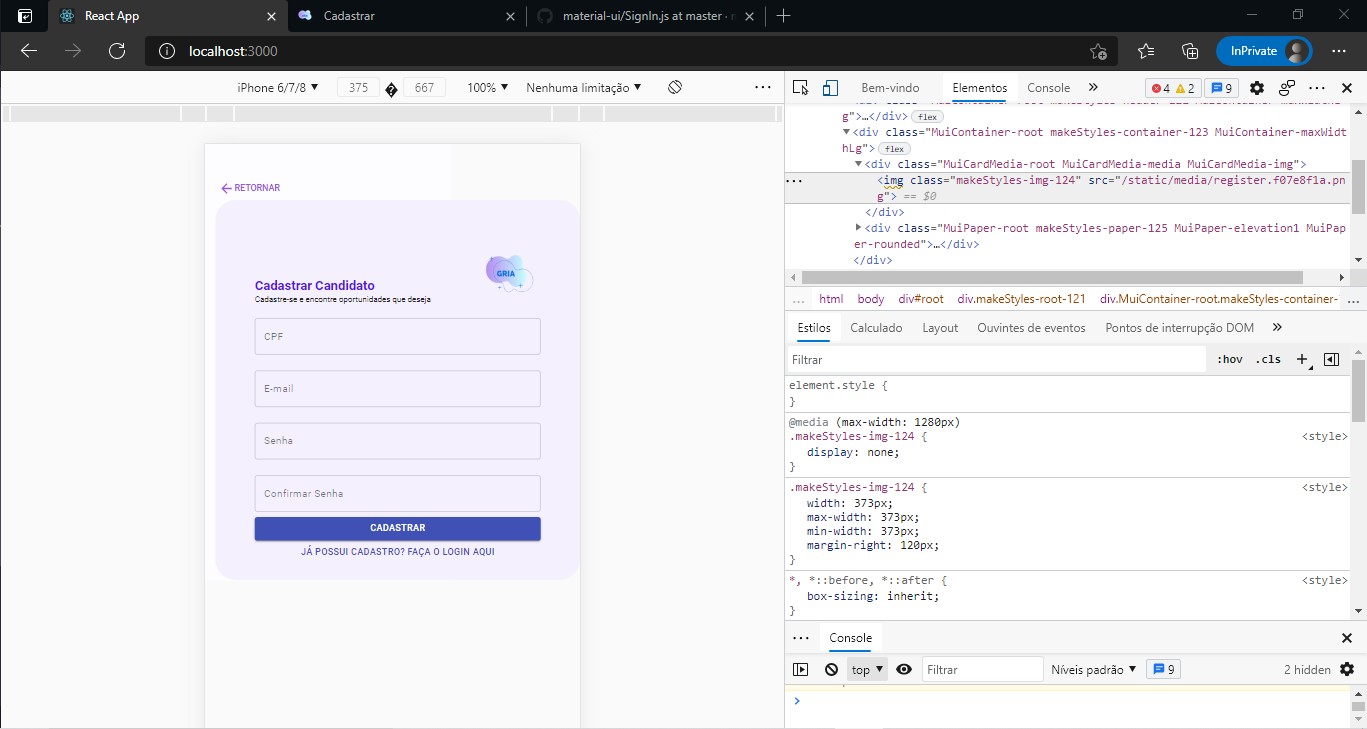 React App
Cadastrar
material-ui/SignIn.js at master ·
localhost:3000
InPrivate
iPhone 6/7/8 ▼ 375 667 100% ▼ Nenhuma limitação ▼
Bem-vindo Elementos Console » 4 2 9
RETORNAR
GRIA
Cadastrar Candidato
Cadastre-se e encontre oportunidades que deseja
CPF
E-mail
Senha
Confirmar Senha
CADASTRAR
JÁ POSSUI CADASTRO? FAÇA O LOGIN AQUI
g">…</div> flex
<div class="MuiContainer-root makeStyles-container-123 MuiContainer-maxWidt
hLg"> flex
<div class="MuiCardMedia-root MuiCardMedia-media MuiCardMedia-img">
<img class="makeStyles-img-124" src="/static/media/register.f07e8f1a.pn
g"> == $0
</div>
<div class="MuiPaper-root makeStyles-paper-125 MuiPaper-elevation1 MuiPap
er-rounded">…</div>
</div>
... html body div#root div.makeStyles-root-121 div.MuiContainer-root.makeStyles-container- ...
Estilos Calculado Layout Ouvintes de eventos Pontos de interrupção DOM »
Filtrar :hov .cls +
element.style {
}
@media (max-width: 1280px)
.makeStyles-img-124 { <style>
display: none;
}
.makeStyles-img-124 { <style>
width: 373px;
max-width: 373px;
min-width: 373px;
margin-right: 120px;
}
*, *::before, *::after { <style>
box-sizing: inherit;
}
Console
top ▼ Filtrar Níveis padrão ▼ 9 2 hidden